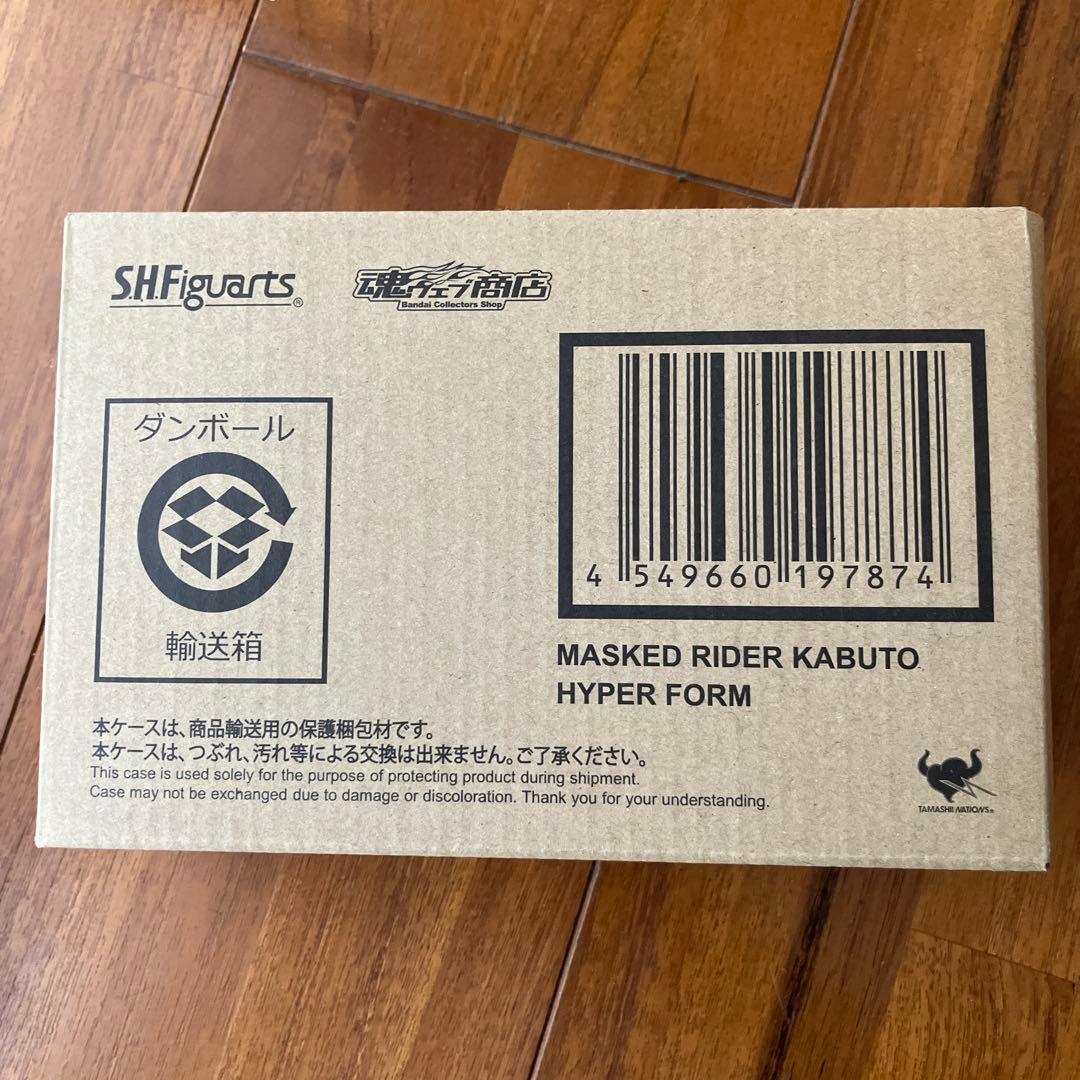 S.H.Figuarts®
魂ウェブ商店
Bandai Collectors Shop
ダンボール
輸送箱
4 549660 197874
MASKED RIDER KABUTO
HYPER FORM
本ケースは、商品輸送用の保護梱包材です。
本ケースは、つぶれ、汚れ等による交換は出来ません。ご了承ください。
This case is used solely for the purpose of protecting product during shipment.
Case may not be exchanged due to damage or discoloration. Thank you for your understanding.
TAMASHII NATIONS®